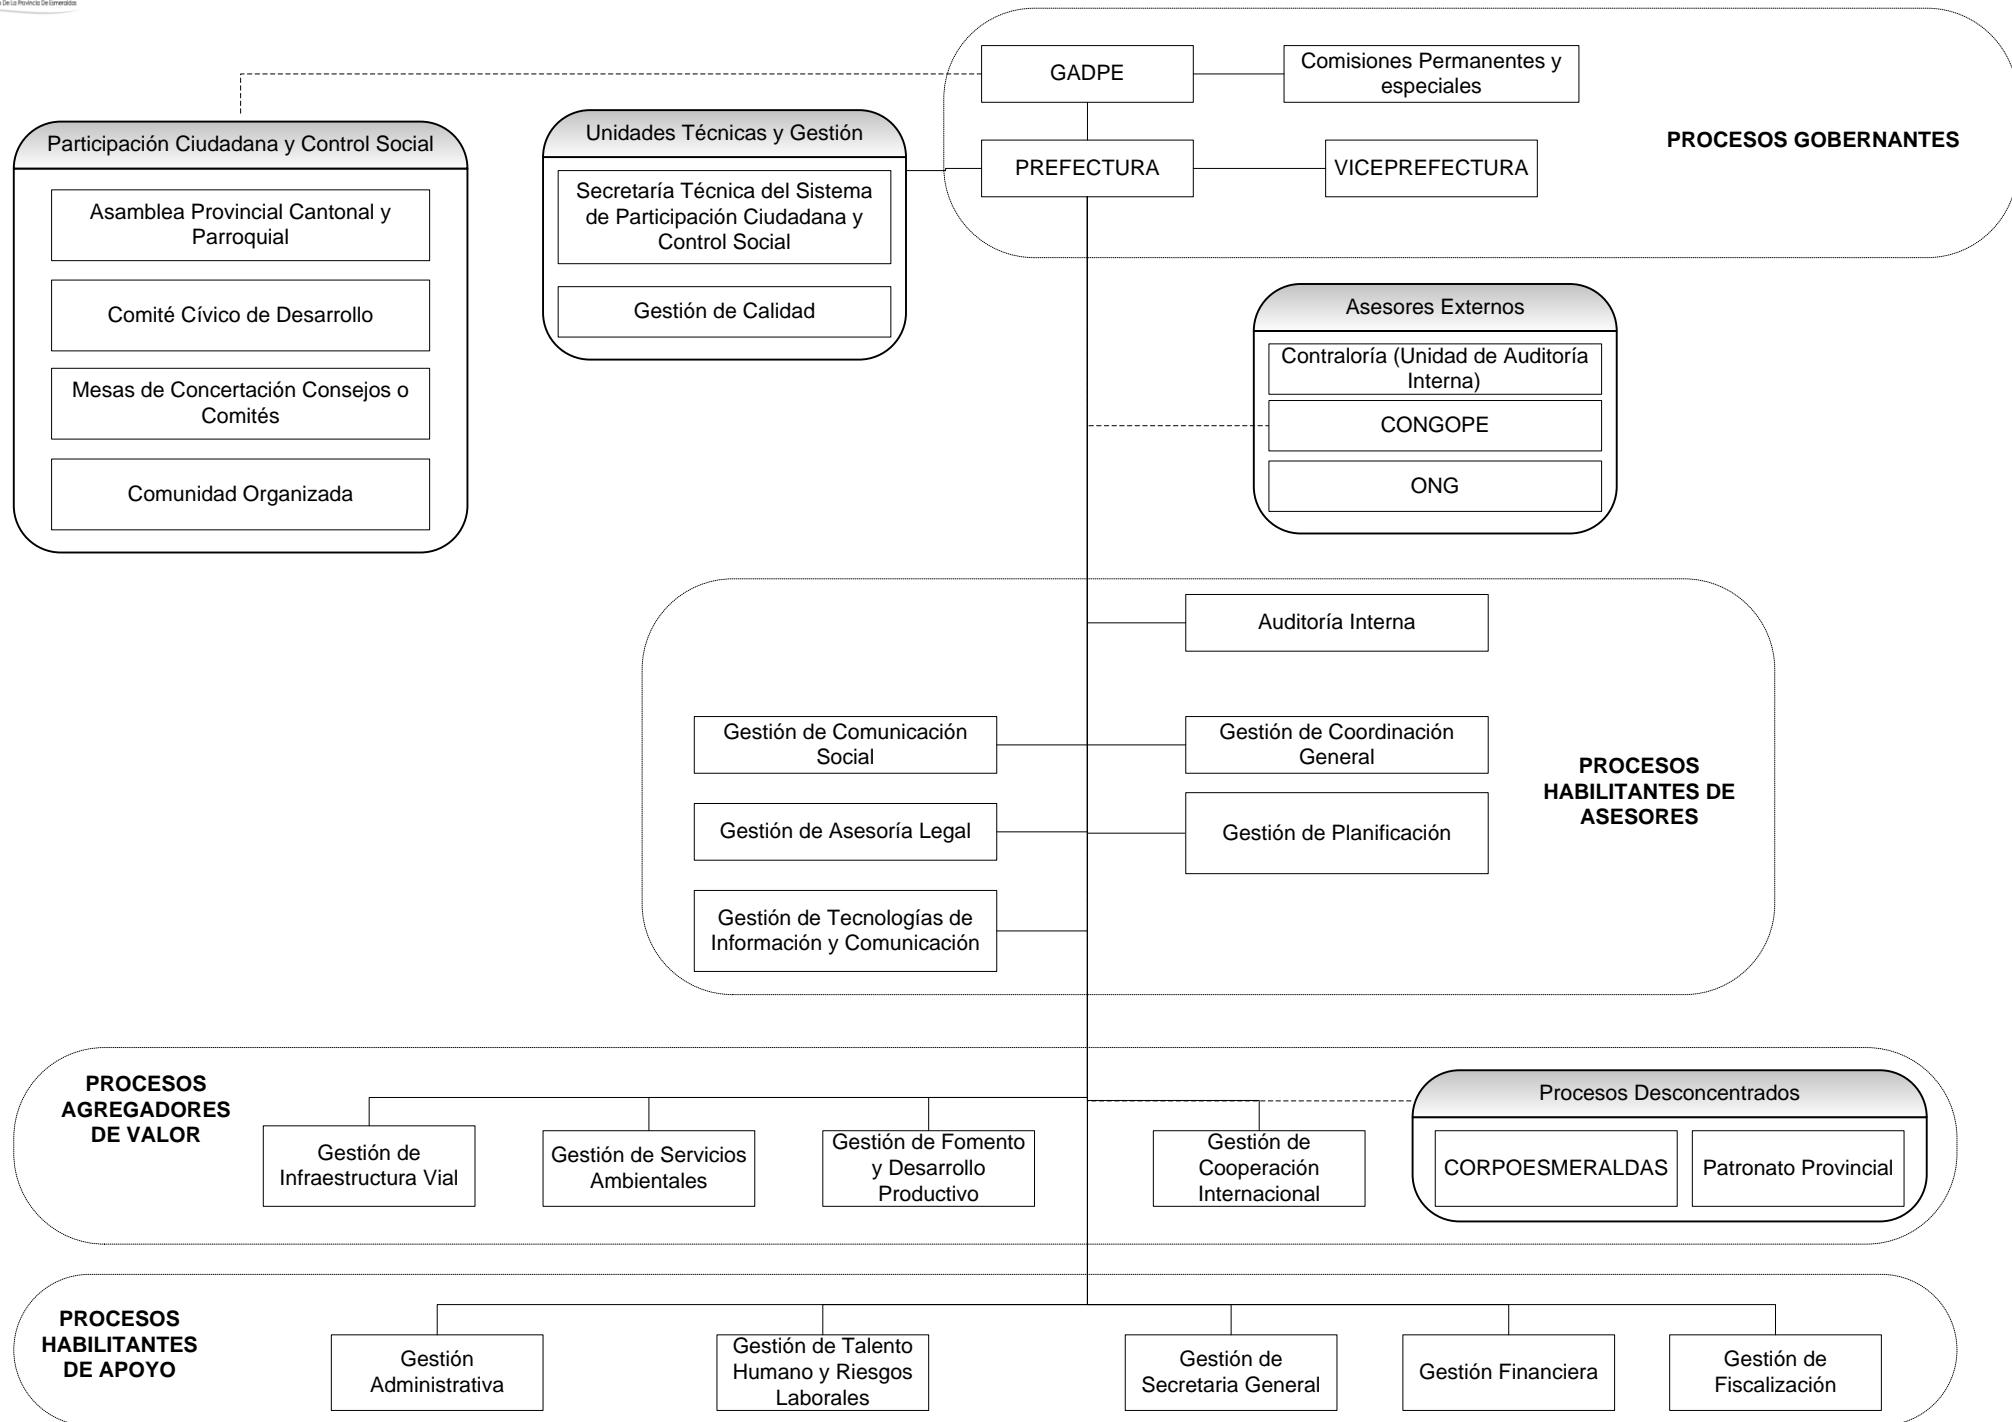 De La Provincia De Esmeraldas
GADPE
Comisiones Permanentes y
especiales
PREFECTURA
VICEPREFECTURA
PROCESOS GOBERNANTES
Participación Ciudadana y Control Social
Asamblea Provincial Cantonal y
Parroquial
Comité Cívico de Desarrollo
Mesas de Concertación Consejos o
Comités
Comunidad Organizada
Unidades Técnicas y Gestión
Secretaría Técnica del Sistema
de Participación Ciudadana y
Control Social
Gestión de Calidad
Asesores Externos
Contraloría (Unidad de Auditoría
Interna)
CONGOPE
ONG
Auditoría Interna
Gestión de Comunicación
Social
Gestión de Coordinación
General
Gestión de Asesoría Legal
Gestión de Planificación
Gestión de Tecnologías de
Información y Comunicación
PROCESOS
HABILITANTES DE
ASESORES
PROCESOS
AGREGADORES
DE VALOR
Gestión de
Infraestructura Vial
Gestión de Servicios
Ambientales
Gestión de Fomento
y Desarrollo
Productivo
Gestión de
Cooperación
Internacional
Procesos Desconcentrados
CORPOESMERALDAS
Patronato Provincial
PROCESOS
HABILITANTES
DE APOYO
Gestión
Administrativa
Gestión de Talento
Humano y Riesgos
Laborales
Gestión de
Secretaria General
Gestión Financiera
Gestión de
Fiscalización